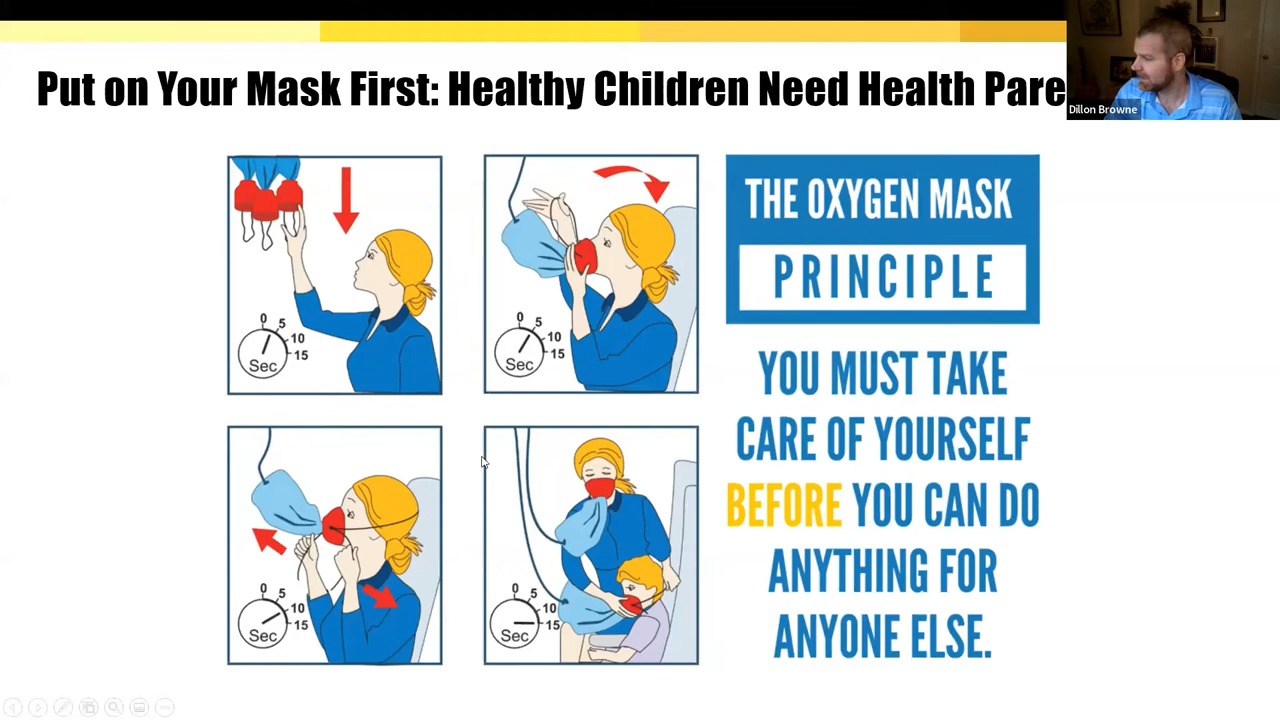 Put on Your Mask First: Healthy Children Need Health Pare
Dillon Browne
0
5
10
15
Sec
0
5
10
15
Sec
THE OXYGEN MASK
PRINCIPLE
YOU MUST TAKE
CARE OF YOURSELF
BEFORE YOU CAN DO
ANYTHING FOR
ANYONE ELSE.
0
5
10
15
Sec
0
5
10
15
Sec